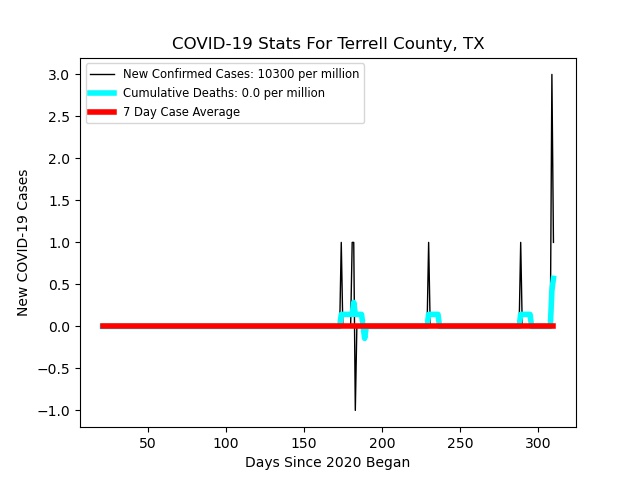 COVID-19 Stats For Terrell County, TX
New Confirmed Cases: 10300 per million
Cumulative Deaths: 0.0 per million
7 Day Case Average
3.0
2.5
2.0
1.5
1.0
0.5
0.0
−0.5
−1.0
New COVID-19 Cases
50
100
150
200
250
300
Days Since 2020 Began